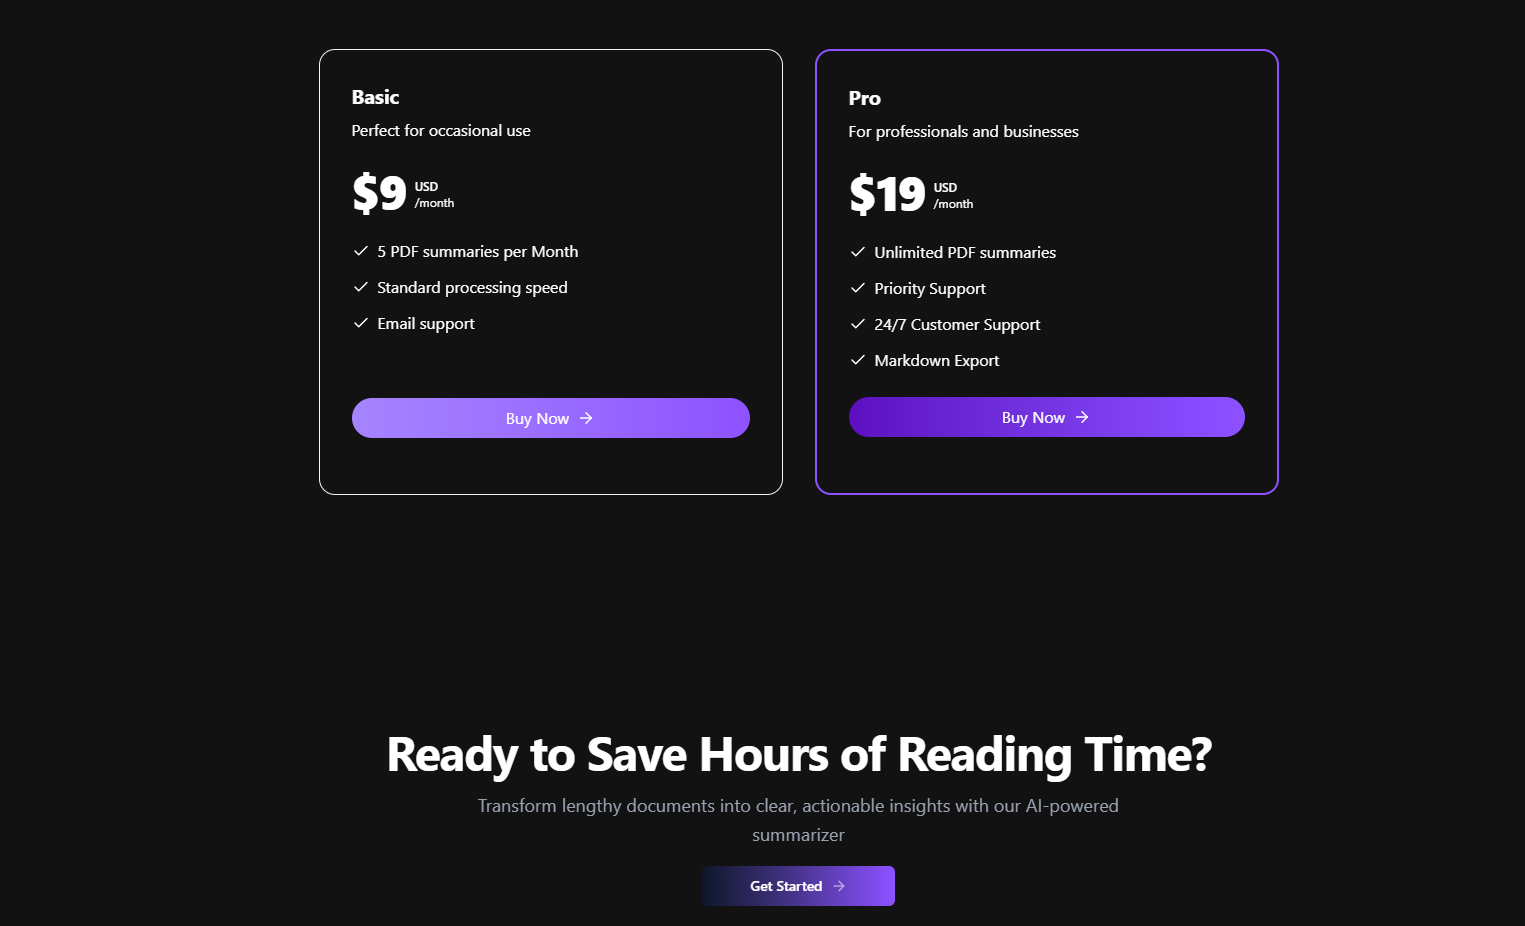 Basic
Perfect for occasional use
$9 USD
/month
5 PDF summaries per Month
Standard processing speed
Email support
Buy Now
Pro
For professionals and businesses
$19 USD
/month
Unlimited PDF summaries
Priority Support
24/7 Customer Support
Markdown Export
Buy Now
Ready to Save Hours of Reading Time?
Transform lengthy documents into clear, actionable insights with our AI-powered
summarizer
Get Started